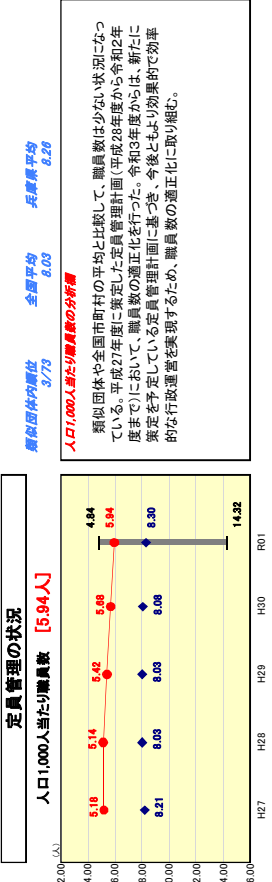 定員管理の状況
人口1,000人当たり職員数 [5.94人]
(人)
2.00
4.00
6.00
8.00
0.00
2.00
4.00
6.00
5.18
5.14
5.42
5.68
5.94
4.84
8.21
8.03
8.03
8.08
8.30
14.32
H27
H28
H29
H30
R01
類似団体内順位
3/73
全国平均
8.03
兵庫県平均
8.26
人口1,000人当たり職員数の分析欄
類似団体や全国市町村の平均と比較して、職員数は少ない状況になっ
ている。平成27年度に策定した定員管理計画(平成28年度から令和2年
度まで)において、職員数の適正化を行った。令和3年度からは、新たに
策定を予定している定員管理計画に基づき、今後ともより効果的で効率
的な行政運営を実現するため、職員数の適正化に取り組む。